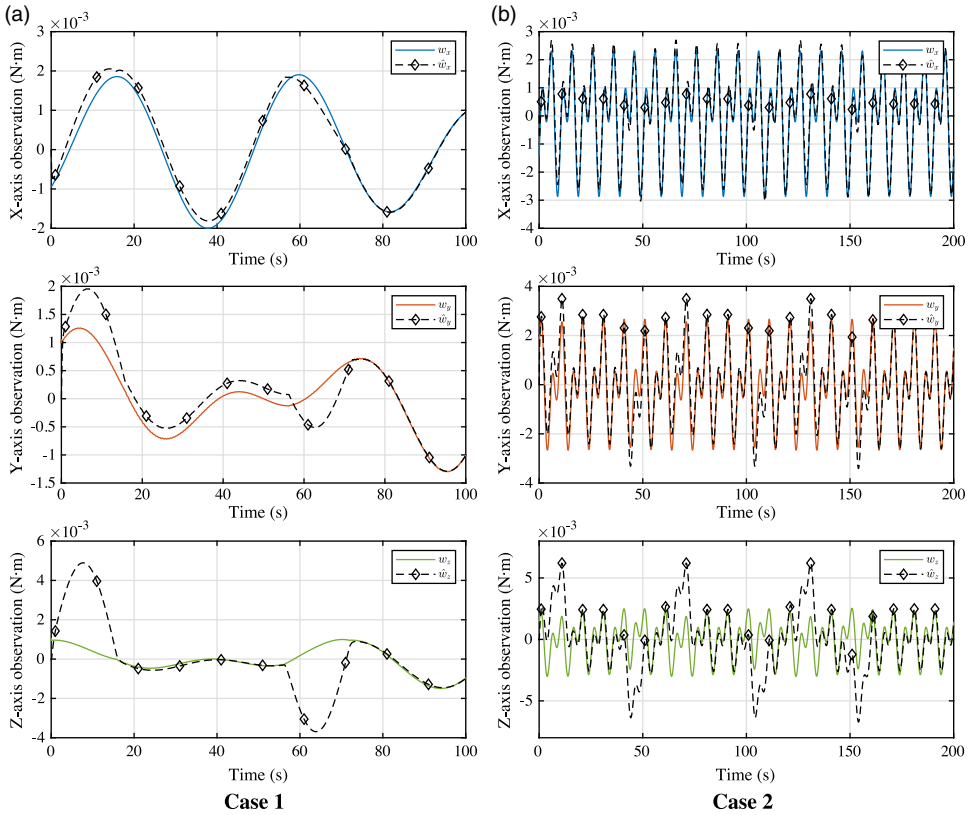 (a)
×10⁻³
X-axis observation (N·m)
3
2
1
0
-1
-2
w_x
ŵ_x
0 20 40 60 80 100
Time (s)
×10⁻³
Y-axis observation (N·m)
2
1.5
1
0.5
0
-0.5
-1
-1.5
w_y
ŵ_y
0 20 40 60 80 100
Time (s)
×10⁻³
Z-axis observation (N·m)
6
4
2
0
-2
-4
w_z
ŵ_z
0 20 40 60 80 100
Time (s)
Case 1
(b)
×10⁻³
X-axis observation (N·m)
3
2
1
0
-1
-2
-3
-4
w_x
ŵ_x
0 50 100 150 200
Time (s)
×10⁻³
Y-axis observation (N·m)
4
2
0
-2
-4
w_y
ŵ_y
0 50 100 150 200
Time (s)
×10⁻³
Z-axis observation (N·m)
5
0
-5
w_z
ŵ_z
0 50 100 150 200
Time (s)
Case 2